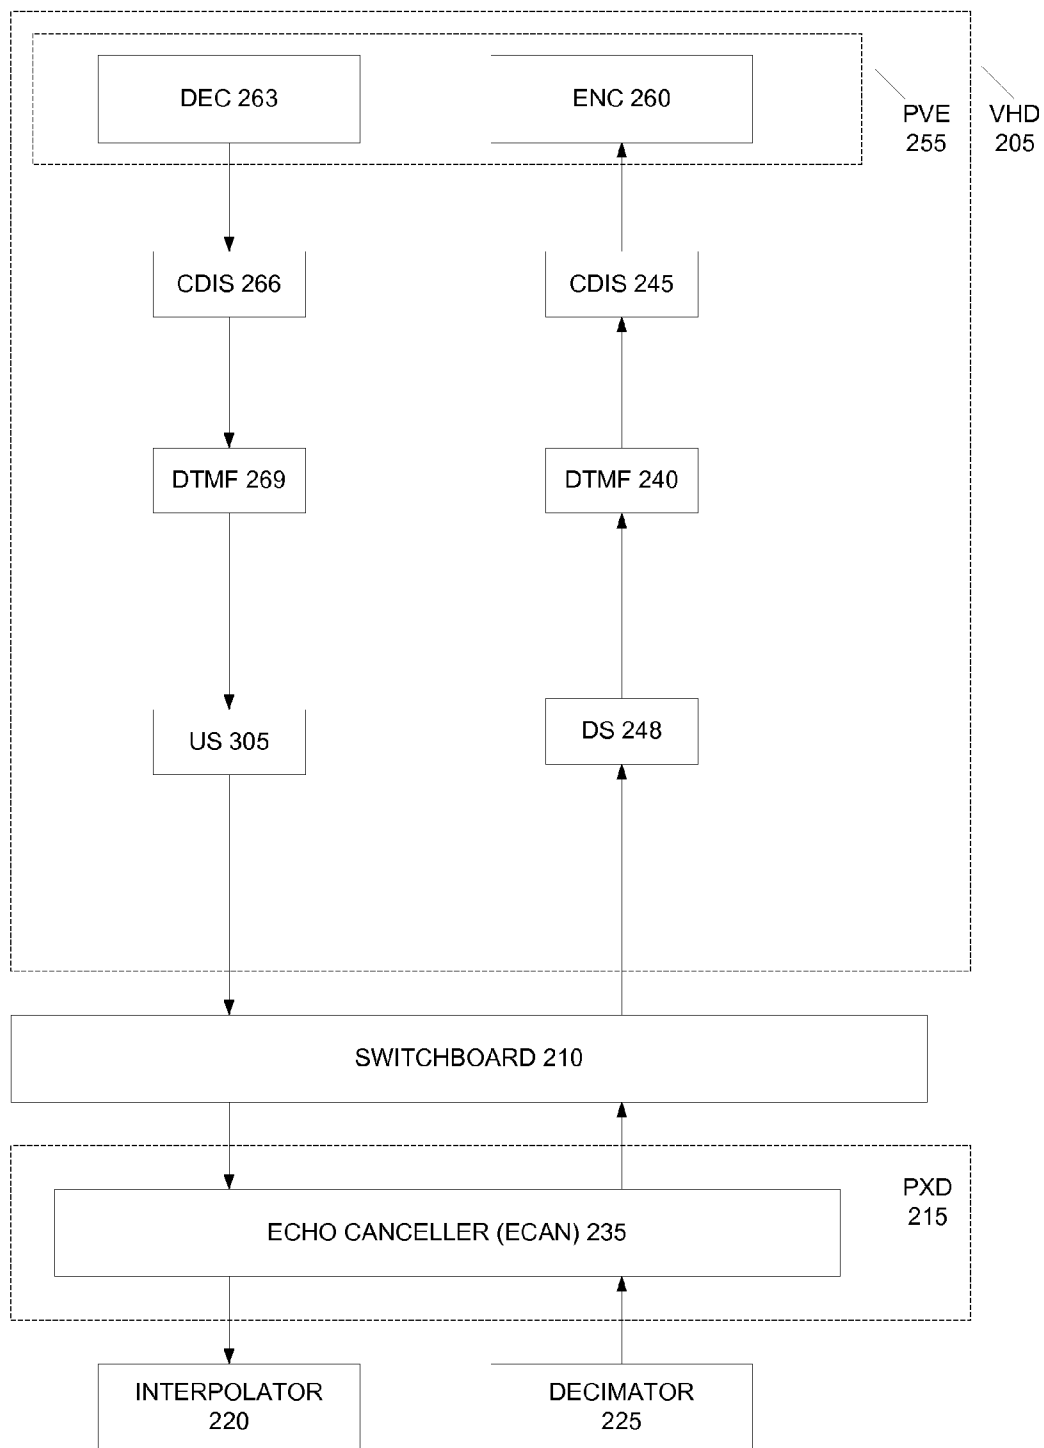 DEC 263
ENC 260
PVE
255
VHD
205
CDIS 266
CDIS 245
DTMF 269
DTMF 240
US 305
DS 248
SWITCHBOARD 210
PXD
215
ECHO CANCELLER (ECAN) 235
INTERPOLATOR
220
DECIMATOR
225